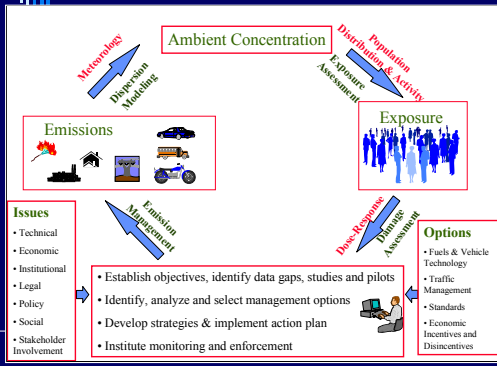 Ambient Concentration
Meteorology
Dispersion Modeling
Population
Distribution & Activity
Exposure
Assessment
Emissions
Exposure
Emission
Management
Dose-Response
Damage
Assessment
Issues
• Technical
• Economic
• Institutional
• Legal
• Policy
• Social
• Stakeholder
Involvement
• Establish objectives, identify data gaps, studies and pilots
• Identify, analyze and select management options
• Develop strategies & implement action plan
• Institute monitoring and enforcement
Options
• Fuels & Vehicle
Technology
• Traffic
Management
• Standards
• Economic
Incentives and
Disincentives